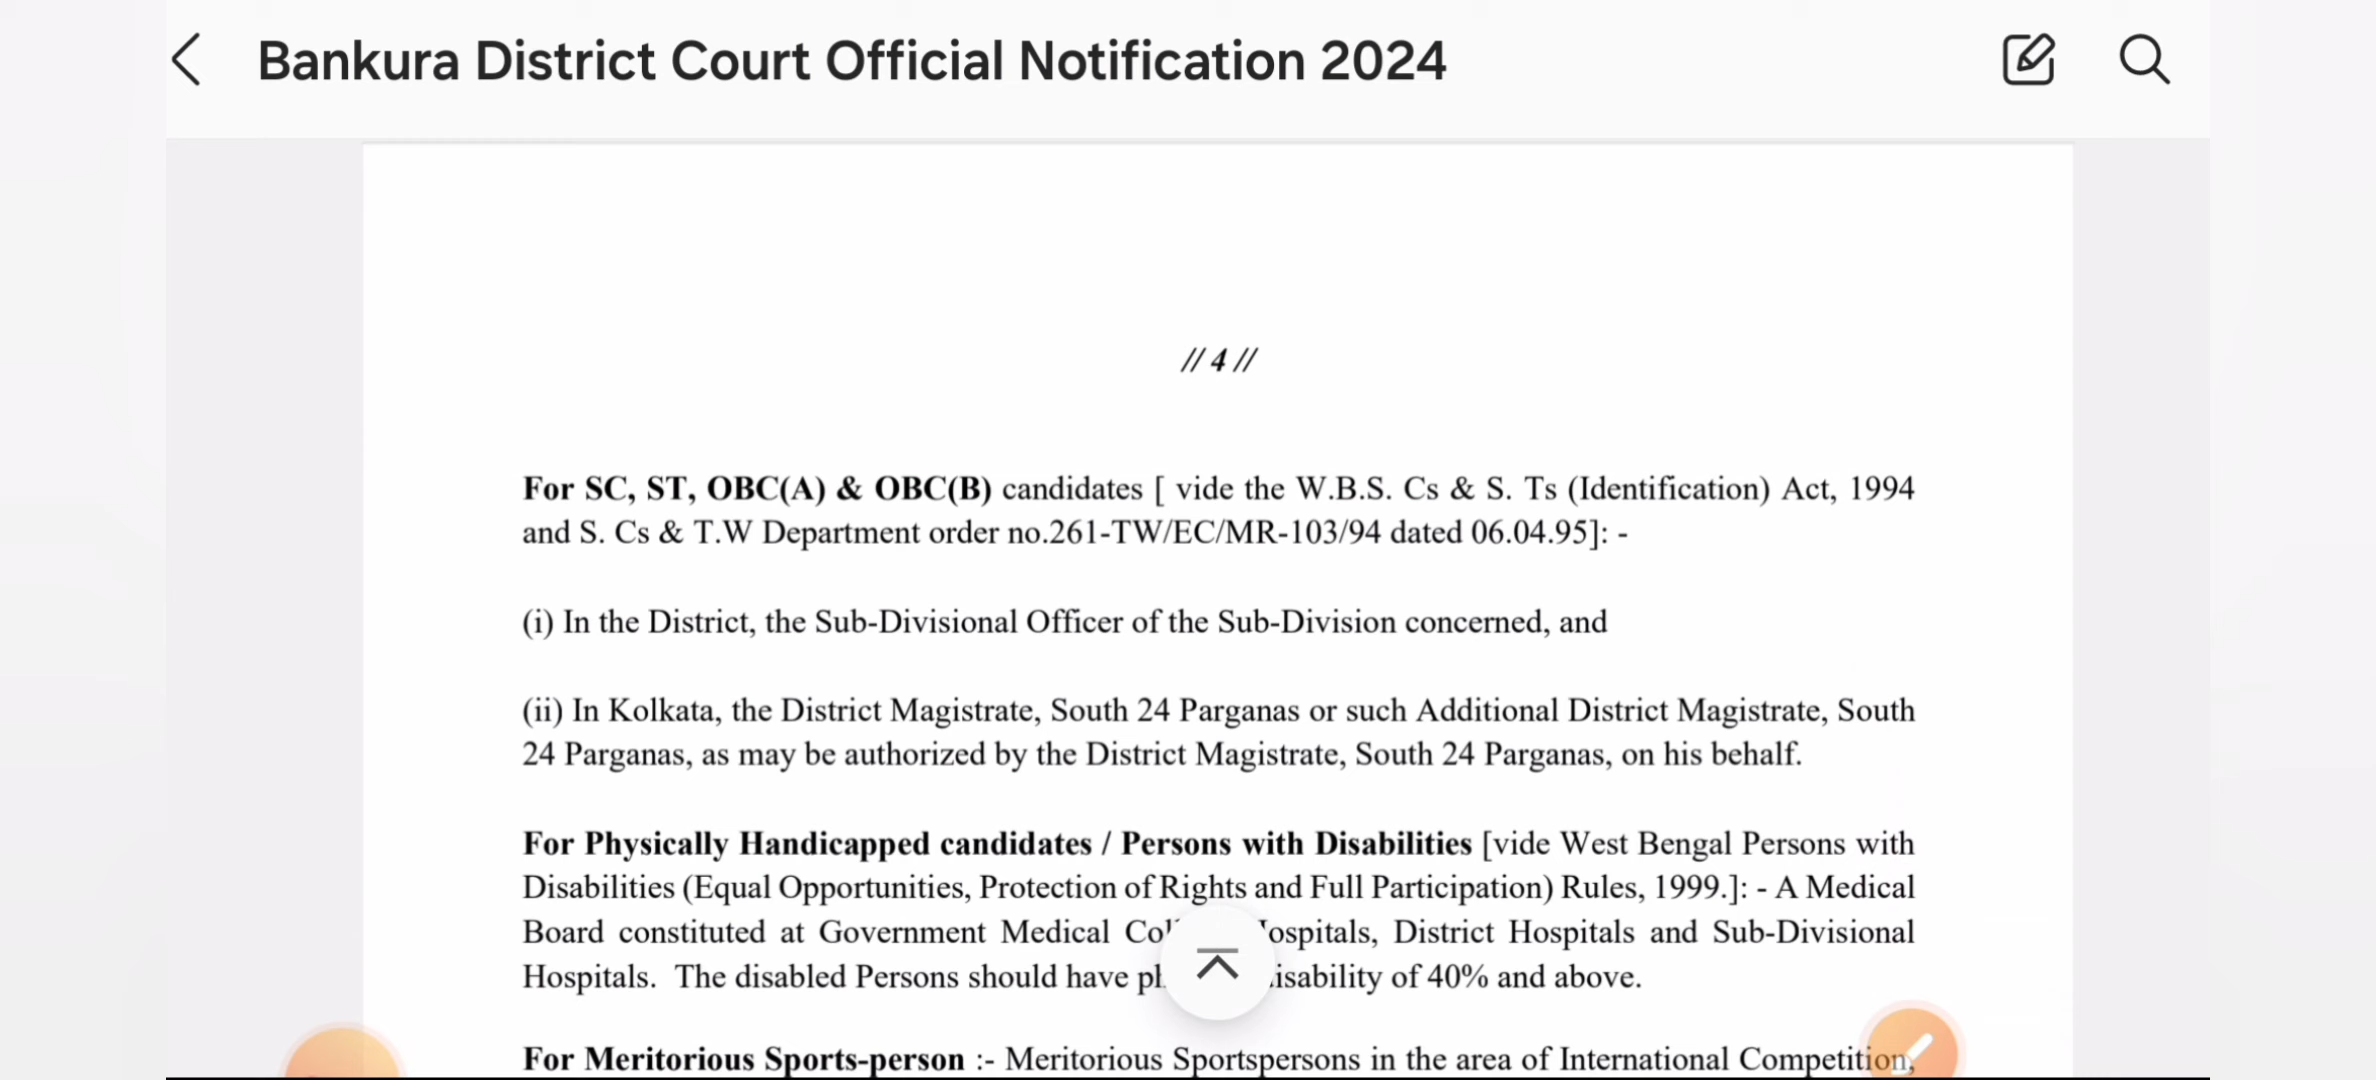 Bankura District Court Official Notification 2024
// 4 //
For SC, ST, OBC(A) & OBC(B) candidates [ vide the W.B.S. Cs & S. Ts (Identification) Act, 1994
and S. Cs & T.W Department order no.261-TW/EC/MR-103/94 dated 06.04.95]: -
(i) In the District, the Sub-Divisional Officer of the Sub-Division concerned, and
(ii) In Kolkata, the District Magistrate, South 24 Parganas or such Additional District Magistrate, South
24 Parganas, as may be authorized by the District Magistrate, South 24 Parganas, on his behalf.
For Physically Handicapped candidates / Persons with Disabilities [vide West Bengal Persons with
Disabilities (Equal Opportunities, Protection of Rights and Full Participation) Rules, 1999.]: - A Medical
Board constituted at Government Medical District Hospitals and Sub-Divisional
Hospitals. The disabled Persons should have of 40% and above.
For Meritorious Sports-person :- Meritorious Sportspersons in the area of International Competition,